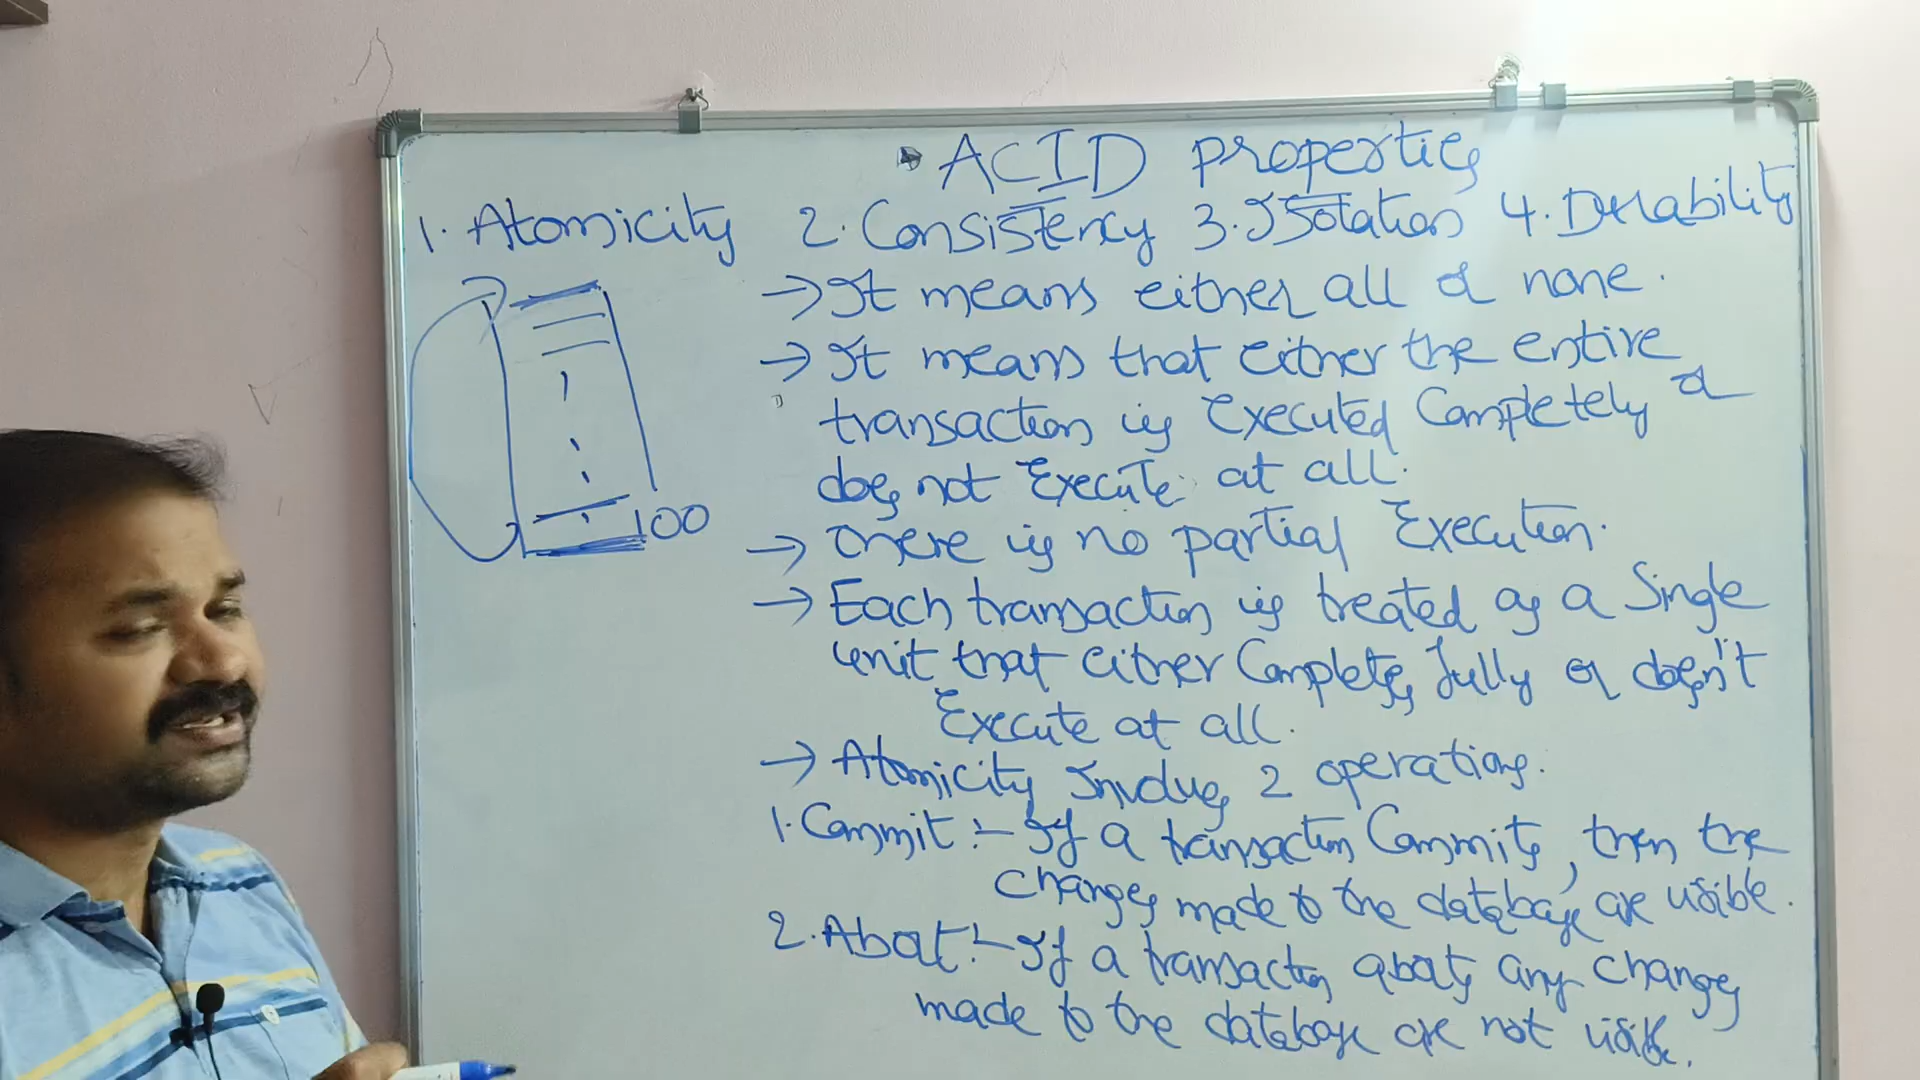 ACID properties
1. Atomicity 2. Consistency 3. Isolation 4. Durability
→ It means either all or none.
→ It means that either the entire
transaction is Executed Completely or
does not Execute at all.
100
→ There is no partial Execution.
→ Each transaction is treated as a Single
unit that either Completes fully or doesn't
Execute at all.
→ Atomicity Involves 2 operations.
1. Commit :- If a transaction Commits, then the
changes made to the database are visible.
2. Abort :- If a transaction aborts any changes
made to the database are not visible.